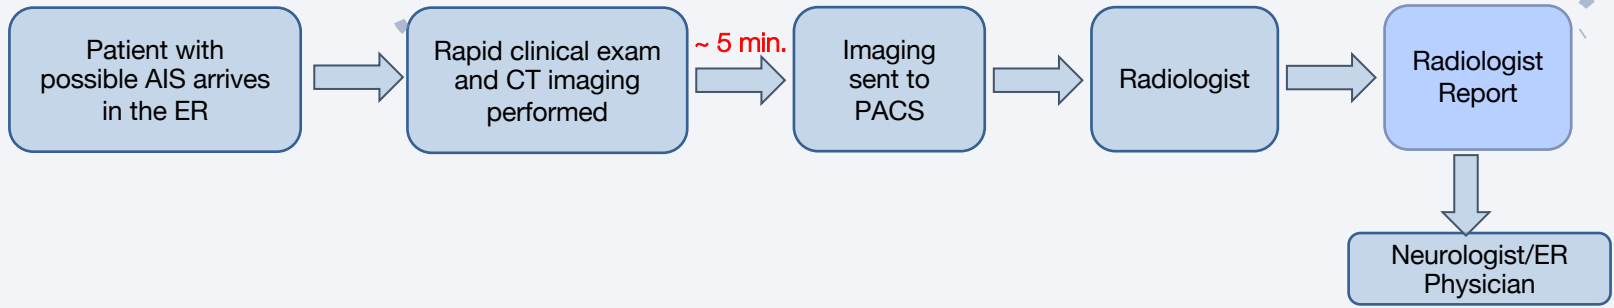 Patient with
possible AIS arrives
in the ER
Rapid clinical exam
and CT imaging
performed
~ 5 min.
Imaging
sent to
PACS
Radiologist
Radiologist
Report
Neurologist/ER
Physician